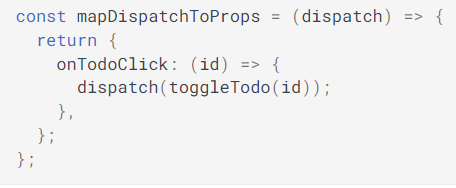 const mapDispatchToProps = (dispatch) => {
  return {
    onTodoClick: (id) => {
      dispatch(toggleTodo(id));
    },
  };
};